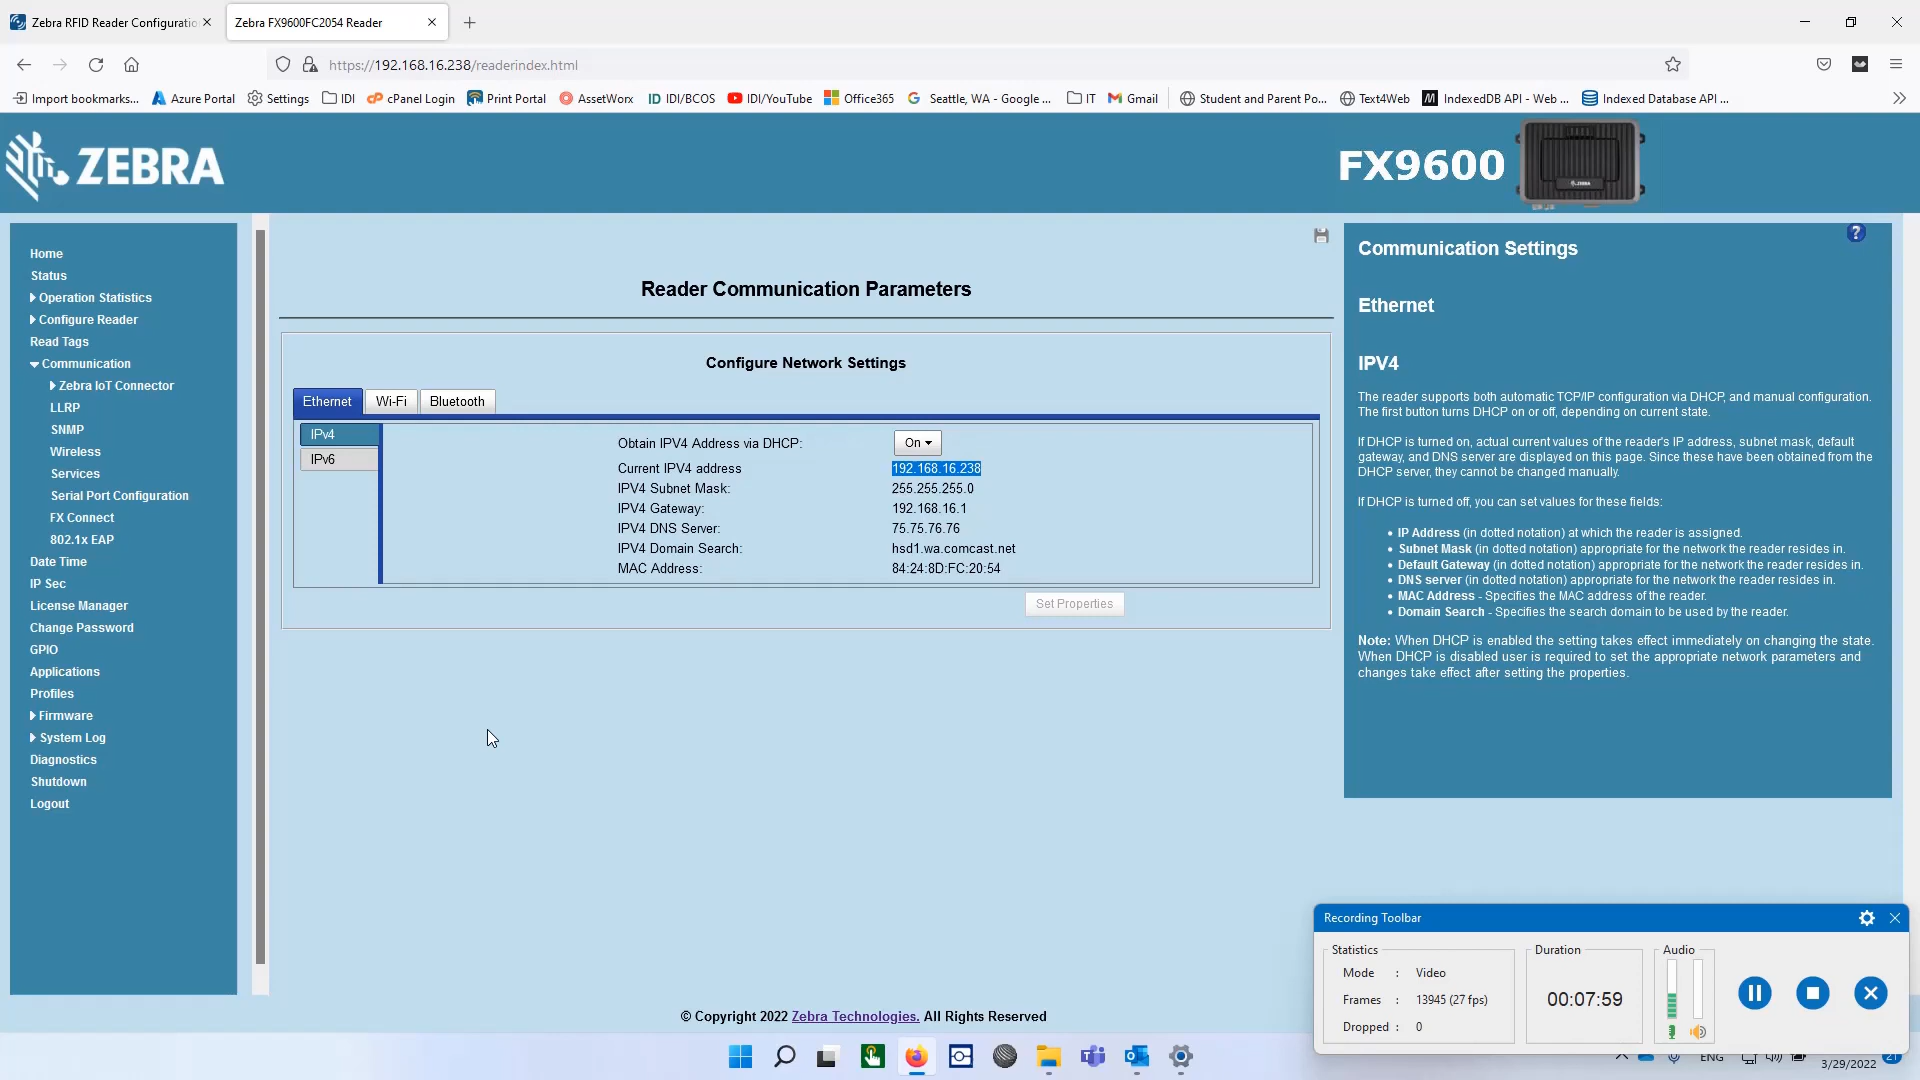 Zebra RFID Reader Configuratio
Zebra FX9600FC2054 Reader
https://192.168.16.238/readerindex.html
Import bookmarks... Azure Portal Settings IDI cPanel Login Print Portal AssetWorx ID IDI/BCOS IDI/YouTube Office365 Seattle, WA - Google ... IT Gmail Student and Parent Po... Text4Web IndexedDB API - Web ... Indexed Database API ...
ZEBRA
FX9600
ZEBRA
Home
Status
Operation Statistics
Configure Reader
Read Tags
Communication
Zebra IoT Connector
LLRP
SNMP
Wireless
Services
Serial Port Configuration
FX Connect
802.1x EAP
Date Time
IP Sec
License Manager
Change Password
GPIO
Applications
Profiles
Firmware
System Log
Diagnostics
Shutdown
Logout
Reader Communication Parameters
Configure Network Settings
Ethernet Wi-Fi Bluetooth
IPv4
IPv6
Obtain IPV4 Address via DHCP: On
Current IPV4 address 192.168.16.238
IPV4 Subnet Mask: 255.255.255.0
IPV4 Gateway: 192.168.16.1
IPV4 DNS Server: 75.75.76.76
IPV4 Domain Search: hsd1.wa.comcast.net
MAC Address: 84:24:8D:FC:20:54
Set Properties
?
Communication Settings
Ethernet
IPV4
The reader supports both automatic TCP/IP configuration via DHCP, and manual configuration.
The first button turns DHCP on or off, depending on current state.
If DHCP is turned on, actual current values of the reader's IP address, subnet mask, default
gateway, and DNS server are displayed on this page. Since these have been obtained from the
DHCP server, they cannot be changed manually.
If DHCP is turned off, you can set values for these fields:
• IP Address (in dotted notation) at which the reader is assigned.
• Subnet Mask (in dotted notation) appropriate for the network the reader resides in.
• Default Gateway (in dotted notation) appropriate for the network the reader resides in.
• DNS server (in dotted notation) appropriate for the network the reader resides in.
• MAC Address - Specifies the MAC address of the reader.
• Domain Search - Specifies the search domain to be used by the reader.
Note: When DHCP is enabled the setting takes effect immediately on changing the state.
When DHCP is disabled user is required to set the appropriate network parameters and
changes take effect after setting the properties.
© Copyright 2022 Zebra Technologies. All Rights Reserved
Recording Toolbar
Statistics
Mode : Video
Frames : 13945 (27 fps)
Dropped : 0
Duration
00:07:59
Audio
ENG
3/29/2022
21